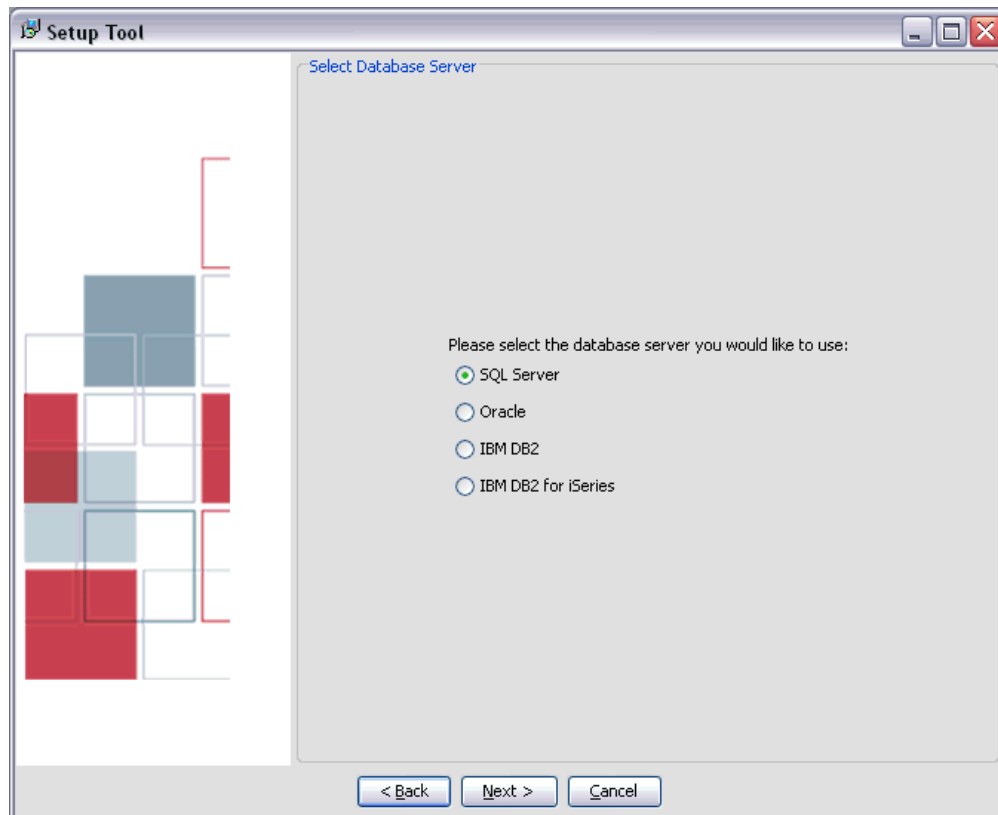 Setup Tool
Select Database Server
Please select the database server you would like to use:
SQL Server
Oracle
IBM DB2
IBM DB2 for iSeries
< Back
Next >
Cancel